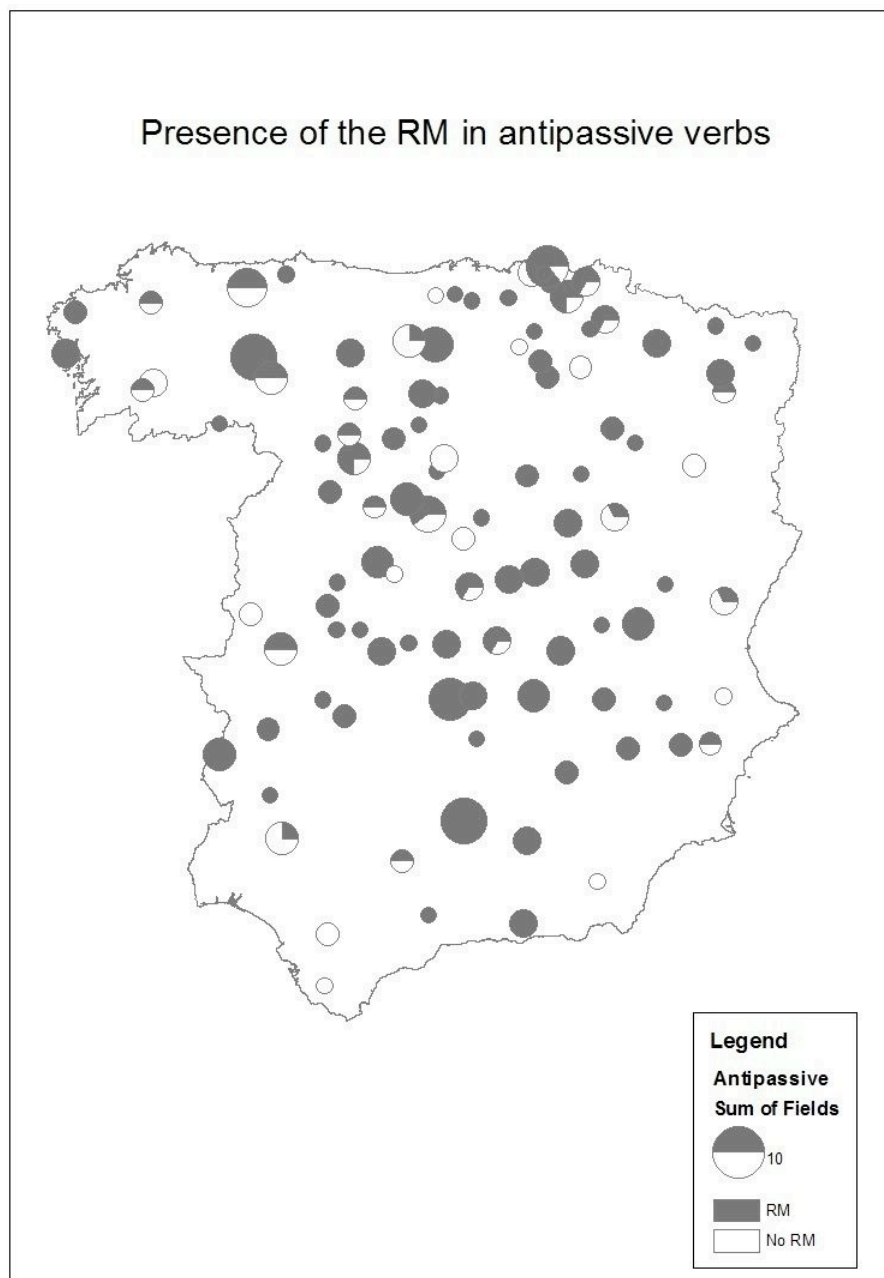 Presence of the RM in antipassive verbs
Legend
Antipassive
Sum of Fields
10
RM
No RM